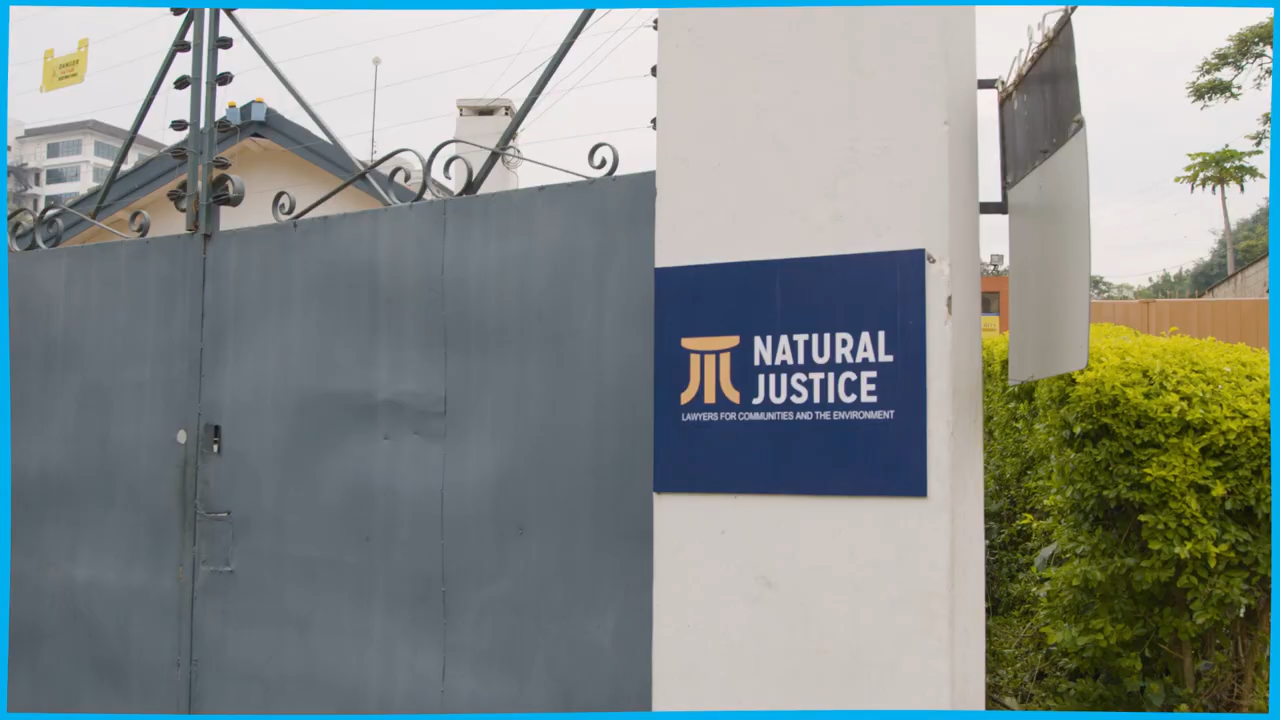 DANGER
NATURAL
JUSTICE
LAWYERS FOR COMMUNITIES AND THE ENVIRONMENT